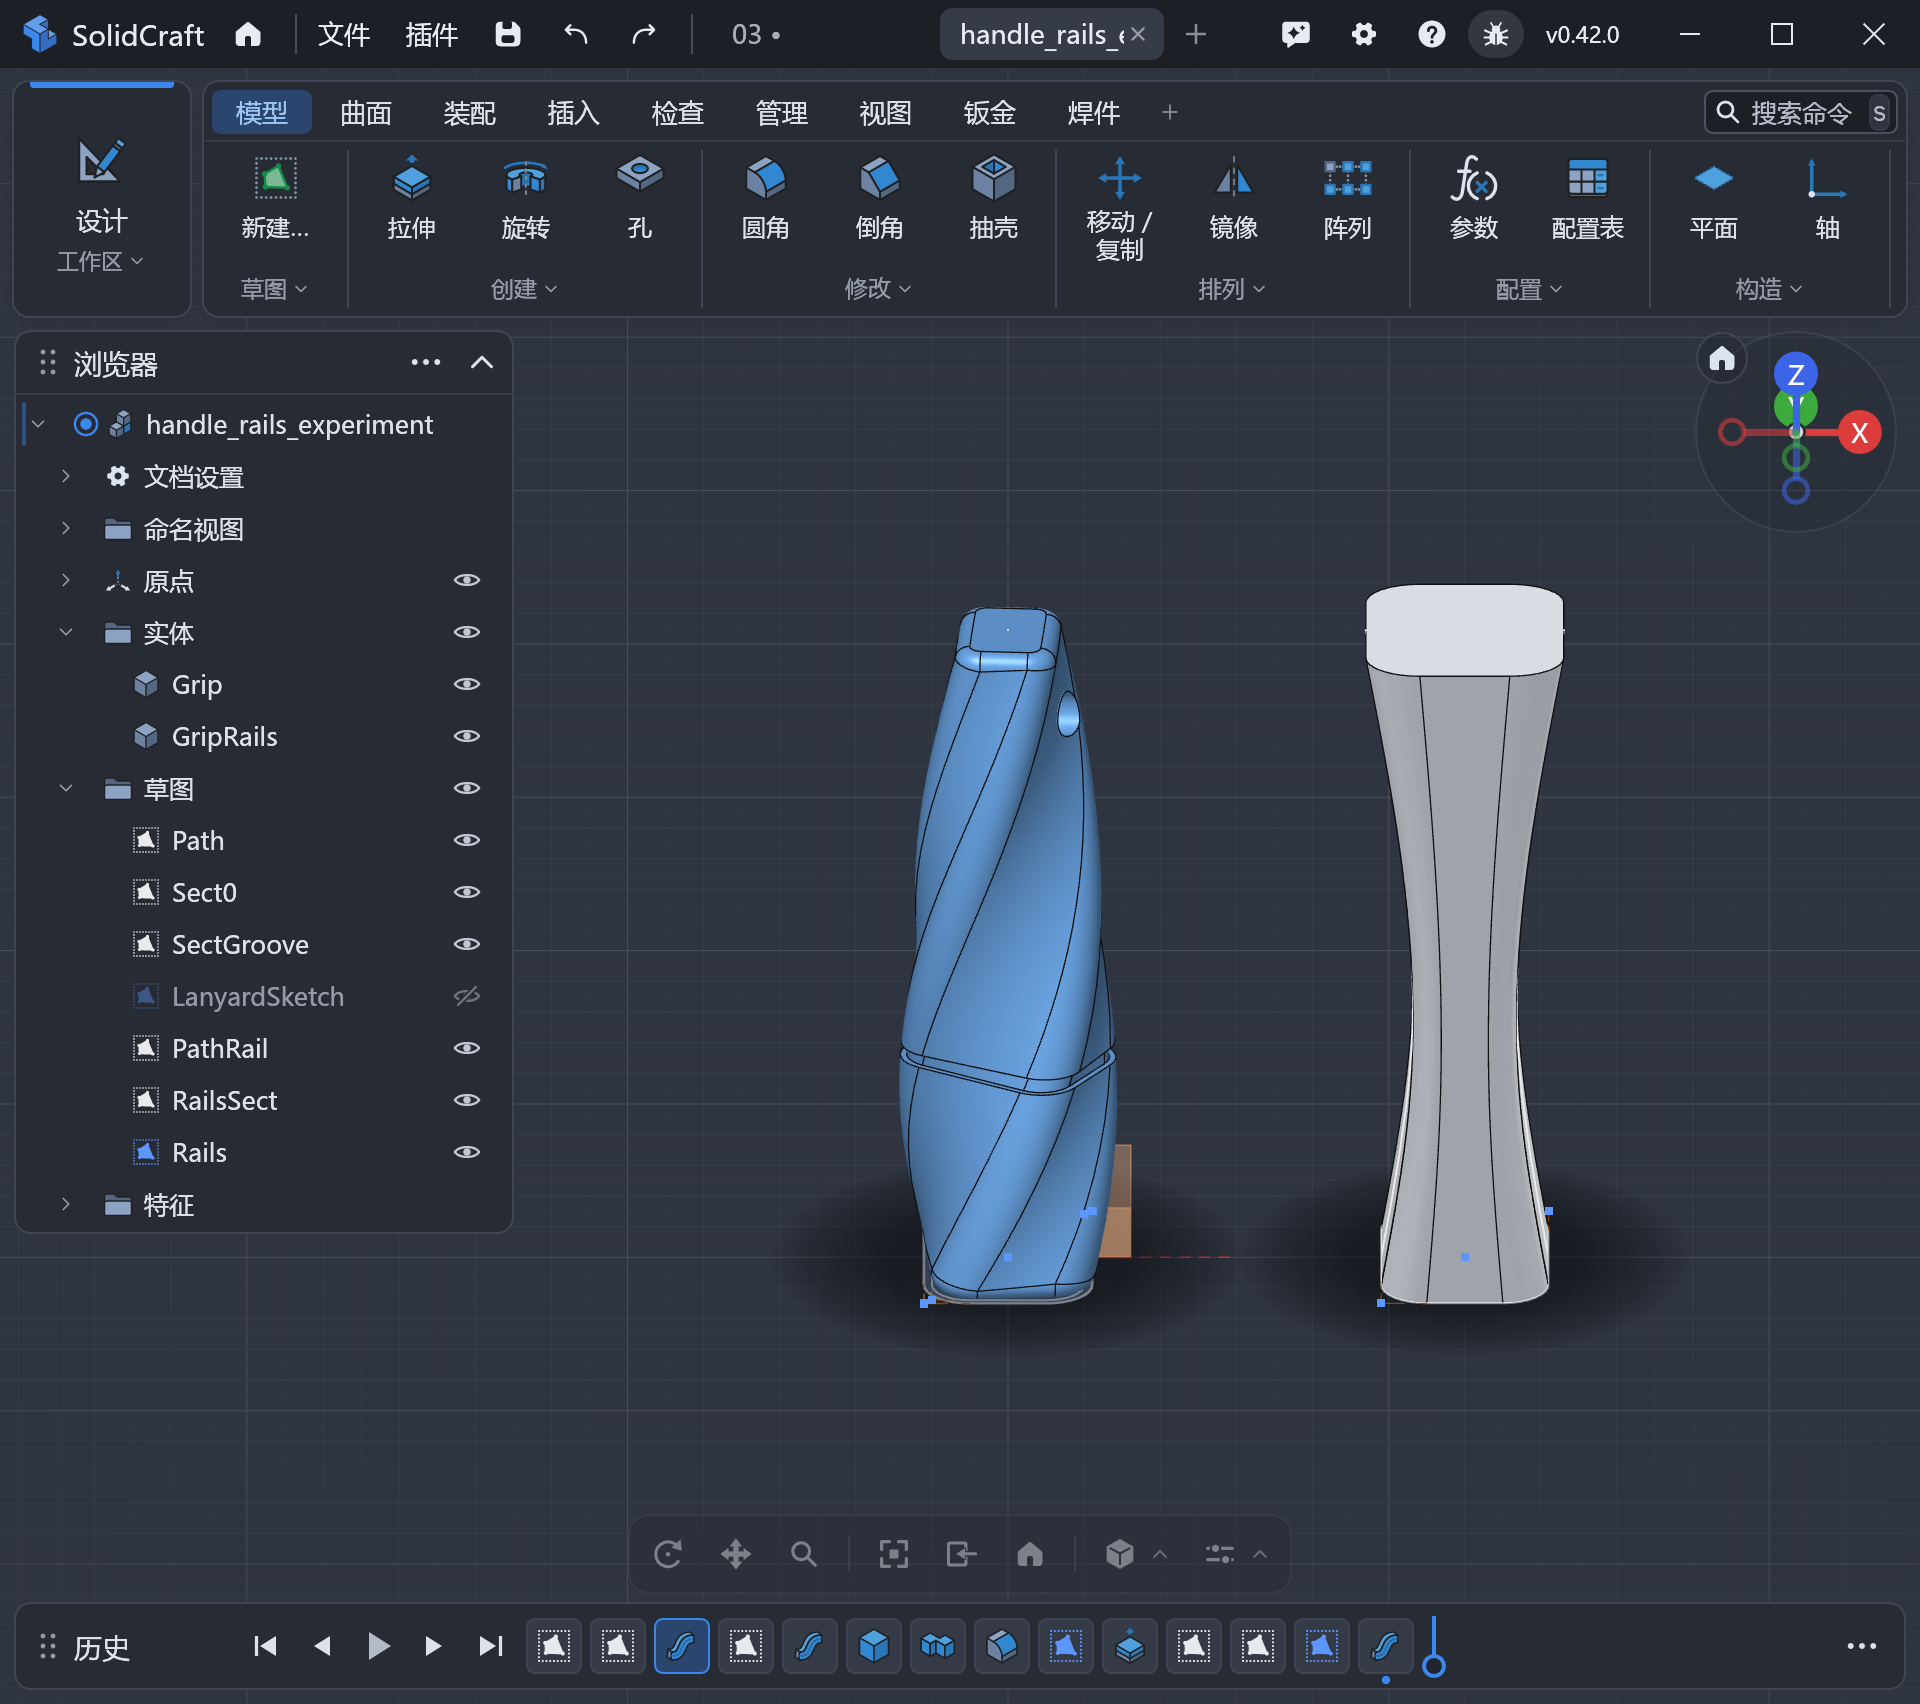 SolidCraft
文件
插件
03
handle_rails_
v0.42.0
设计
工作区
模型
曲面
装配
插入
检查
管理
视图
钣金
焊件
搜索命令
S
新建...
草图
拉伸
旋转
孔
创建
圆角
倒角
抽壳
修改
移动 /
复制
镜像
阵列
排列
参数
配置表
配置
平面
轴
构造
浏览器
handle_rails_experiment
文档设置
命名视图
原点
实体
Grip
GripRails
草图
Path
Sect0
SectGroove
LanyardSketch
PathRail
RailsSect
Rails
特征
Z
Y
X
历史